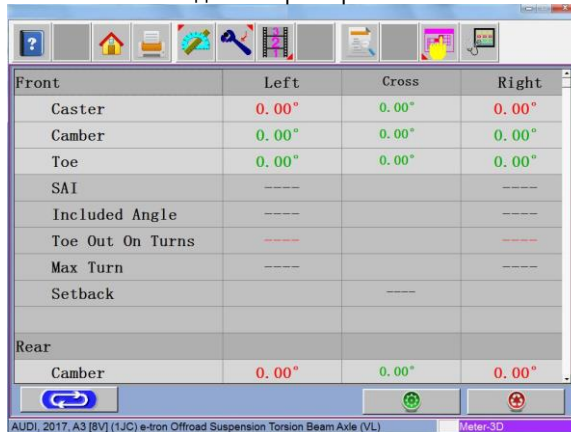 Front Left Cross Right
Caster 0.00° 0.00° 0.00°
Camber 0.00° 0.00° 0.00°
Toe 0.00° 0.00° 0.00°
SAI ---- ----
Included Angle ---- ----
Toe Out On Turns ---- ----
Max Turn ---- ----
Setback ----
Rear
Camber 0.00° 0.00° 0.00°
AUDI, 2017, A3 [8V] (1JC) e-tron Offroad Suspension Torsion Beam Axle (VL) Meter-3D